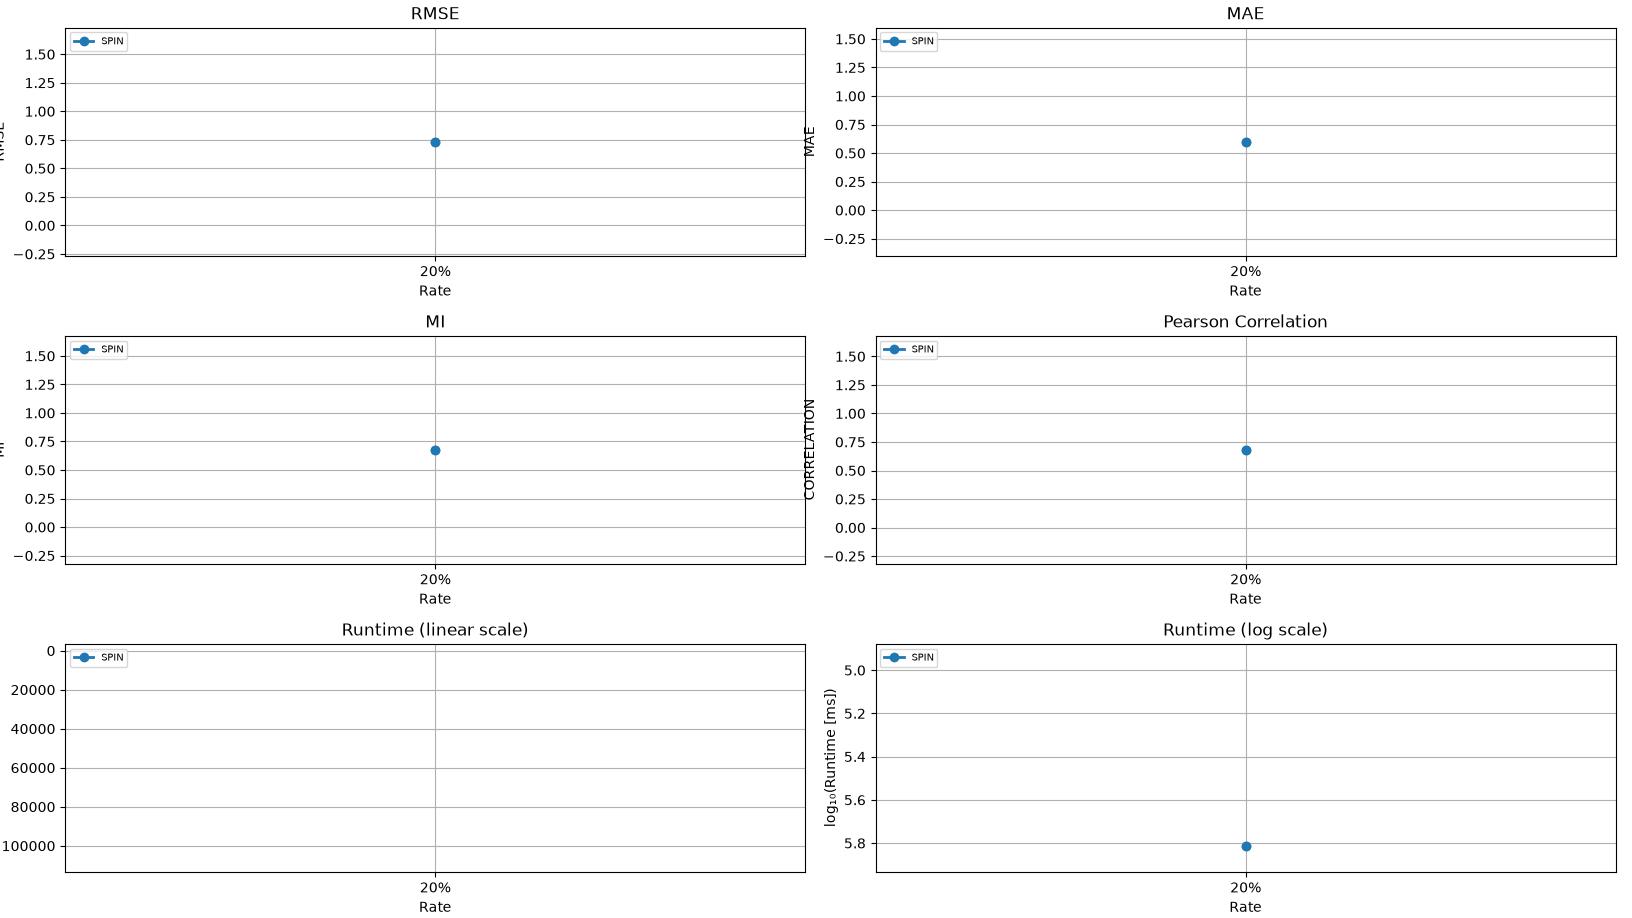 RMSE
SPIN
1.50
1.25
1.00
0.75
0.50
0.25
0.00
−0.25
20%
Rate
MAE
SPIN
MAE
1.50
1.25
1.00
0.75
0.50
0.25
0.00
−0.25
20%
Rate
MI
SPIN
1.50
1.25
1.00
0.75
0.50
0.25
0.00
−0.25
20%
Rate
Pearson Correlation
SPIN
CORRELATION
1.50
1.25
1.00
0.75
0.50
0.25
0.00
−0.25
20%
Rate
Runtime (linear scale)
SPIN
0
20000
40000
60000
80000
100000
20%
Rate
Runtime (log scale)
SPIN
log₁₀(Runtime [ms])
5.0
5.2
5.4
5.6
5.8
20%
Rate